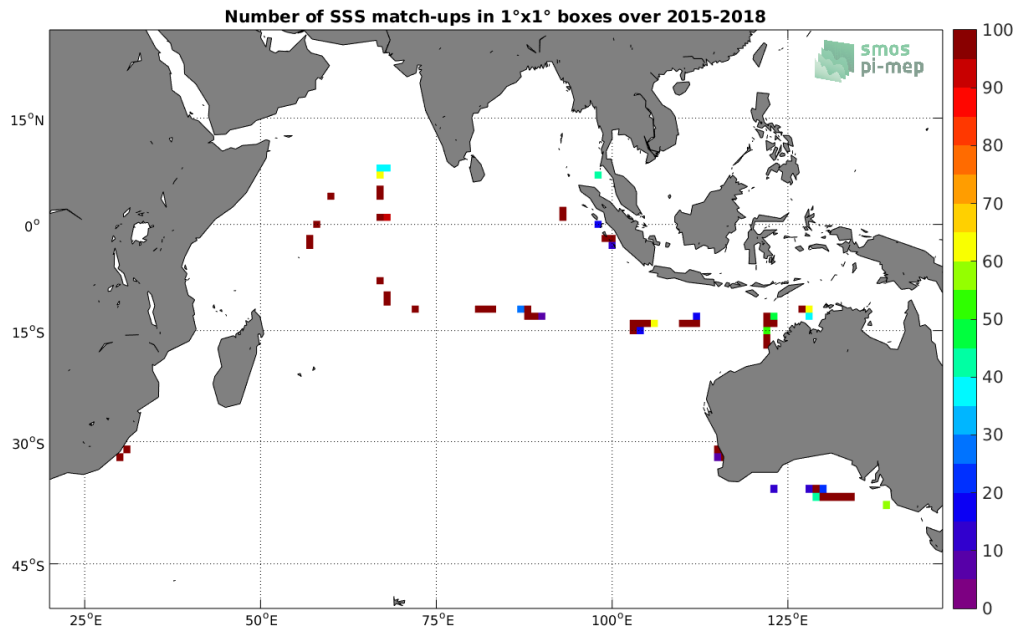 Number of SSS match-ups in 1°x1° boxes over 2015-2018
smos
pi-mep
15°N
0°
15°S
30°S
45°S
25°E
50°E
75°E
100°E
125°E
100
90
80
70
60
50
40
30
20
10
0